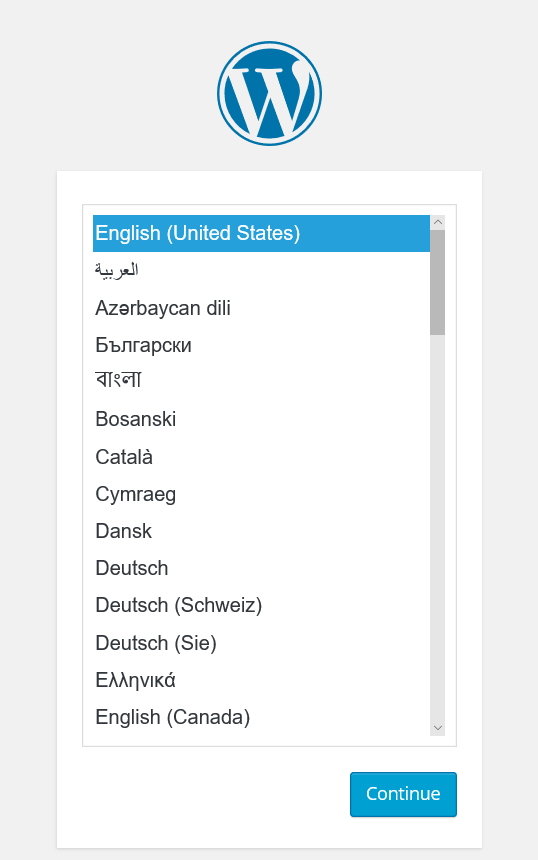 English (United States)
العربية
Azərbaycan dili
Български
বাংলা
Bosanski
Català
Cymraeg
Dansk
Deutsch
Deutsch (Schweiz)
Deutsch (Sie)
Ελληνικά
English (Canada)
Continue